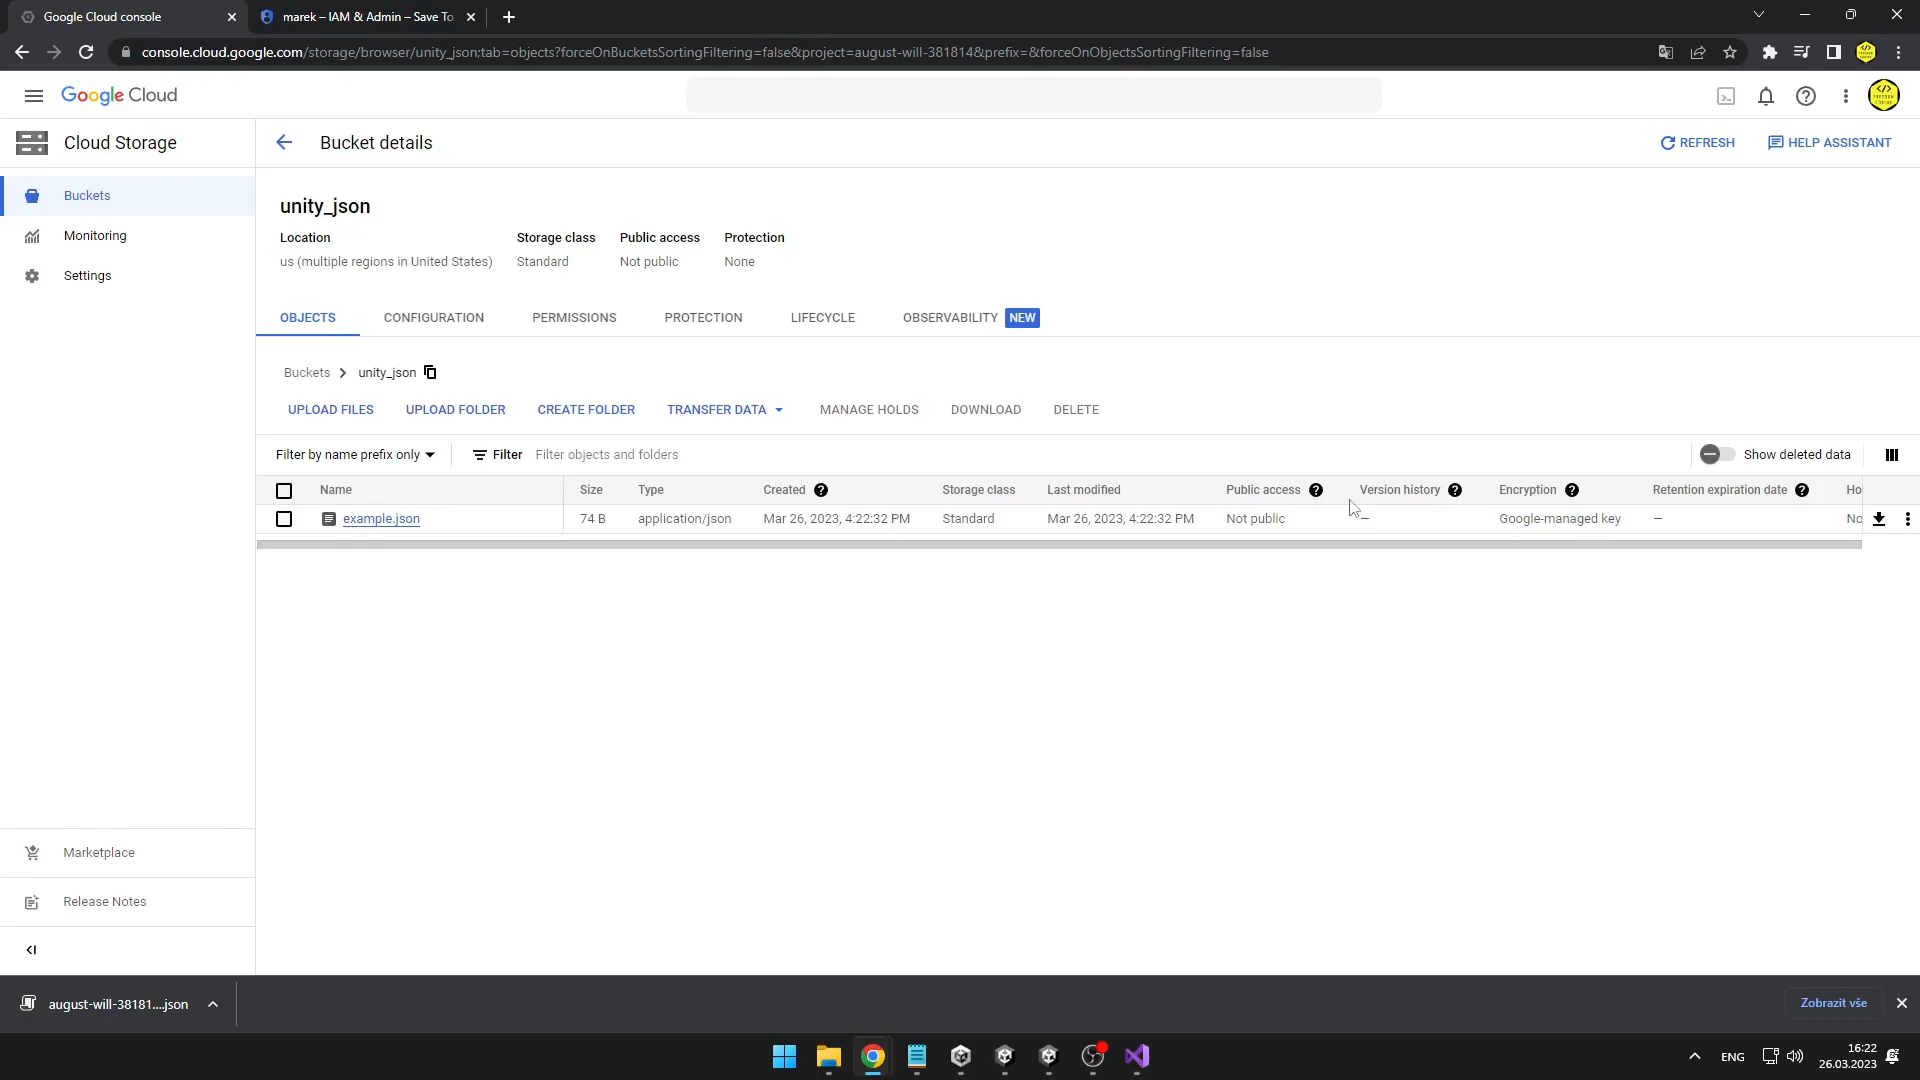 Google Cloud console
marek – IAM & Admin – Save To
console.cloud.google.com/storage/browser/unity_json;tab=objects?forceOnBucketsSortingFiltering=false&project=august-will-381814&prefix=&forceOnObjectsSortingFiltering=false
Google Cloud
Cloud Storage
Bucket details
REFRESH
HELP ASSISTANT
Buckets
Monitoring
Settings
unity_json
Location Storage class Public access Protection
us (multiple regions in United States) Standard Not public None
OBJECTS CONFIGURATION PERMISSIONS PROTECTION LIFECYCLE OBSERVABILITY NEW
Buckets > unity_json
UPLOAD FILES UPLOAD FOLDER CREATE FOLDER TRANSFER DATA MANAGE HOLDS DOWNLOAD DELETE
Filter by name prefix only Filter Filter objects and folders Show deleted data
Name Size Type Created Storage class Last modified Public access Version history Encryption Retention expiration date Ho
example.json 74 B application/json Mar 26, 2023, 4:22:32 PM Standard Mar 26, 2023, 4:22:32 PM Not public — Google-managed key — No
Marketplace
Release Notes
august-will-38181....json
Zobrazit vše
ENG
16:22
26.03.2023